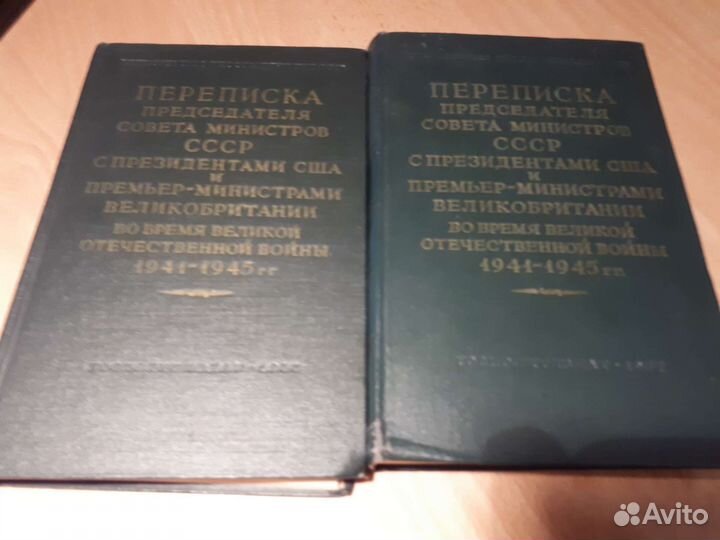 ПЕРЕПИСКА
ПРЕДСЕДАТЕЛЯ
СОВЕТА МИНИСТРОВ
СССР
С ПРЕЗИДЕНТАМИ США
И
ПРЕМЬЕР-МИНИСТРАМИ
ВЕЛИКОБРИТАНИИ
ВО ВРЕМЯ ВЕЛИКОЙ
ОТЕЧЕСТВЕННОЙ ВОЙНЫ
1941-1945 гг
ПЕРЕПИСКА
ПРЕДСЕДАТЕЛЯ
СОВЕТА МИНИСТРОВ
СССР
С ПРЕЗИДЕНТАМИ США
И
ПРЕМЬЕР-МИНИСТРАМИ
ВЕЛИКОБРИТАНИИ
ВО ВРЕМЯ ВЕЛИКОЙ
ОТЕЧЕСТВЕННОЙ ВОЙНЫ
1941-1945 гг
Avito